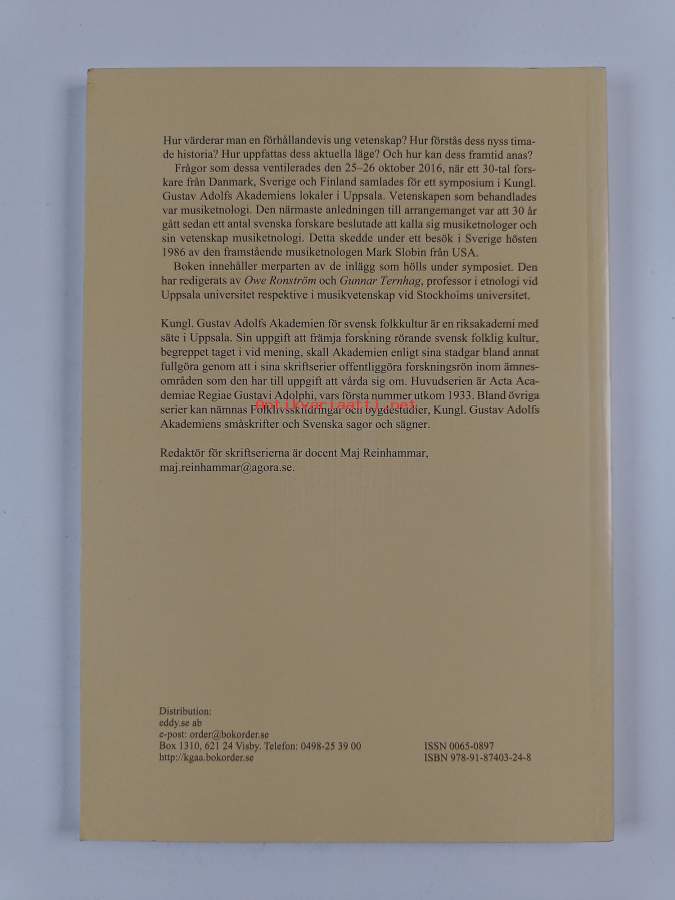 Hur värderar man en förhållandevis ung vetenskap? Hur förstås dess nyss tima-
de historia? Hur uppfattas dess aktuella läge? Och hur kan dess framtid anas?
Frågor som dessa ventilerades den 25–26 oktober 2016, när ett 30-tal fors-
kare från Danmark, Sverige och Finland samlades för ett symposium i Kungl.
Gustav Adolfs Akademiens lokaler i Uppsala. Vetenskapen som behandlades
var musiketnologi. Den närmaste anledningen till arrangemanget var att 30 år
gått sedan ett antal svenska forskare beslutade att kalla sig musiketnologer och
sin vetenskap musiketnologi. Detta skedde under ett besök i Sverige hösten
1986 av den framstående musiketnologen Mark Slobin från USA.
Boken innehåller merparten av de inlägg som hölls under symposiet. Den
har redigerats av Owe Ronström och Gunnar Ternhag, professor i etnologi vid
Uppsala universitet respektive i musikvetenskap vid Stockholms universitet.
Kungl. Gustav Adolfs Akademien för svensk folkkultur är en riksakademi med
säte i Uppsala. Sin uppgift att främja forskning rörande svensk folklig kultur,
begreppet taget i vid mening, skall Akademien enligt sina stadgar bland annat
fullgöra genom att i sina skriftserier offentliggöra forskningsrön inom ämnes-
områden som den har till uppgift att vårda sig om. Huvudserien är Acta Aca-
demiae Regiae Gustavi Adolphi, vars första nummer utkom 1933. Bland övriga
antikvariaatti.net
serier kan nämnas Folklivsskildringar och bygdestudier, Kungl. Gustav Adolfs
Akademiens småskrifter och Svenska sagor och sägner.
Redaktör för skriftserierna är docent Maj Reinhammar,
maj.reinhammar@agora.se.
Distribution:
eddy.se ab
e-post: order@bokorder.se
Box 1310, 621 24 Visby. Telefon: 0498-25 39 00
http://kgaa.bokorder.se
ISSN 0065-0897
ISBN 978-91-87403-24-8